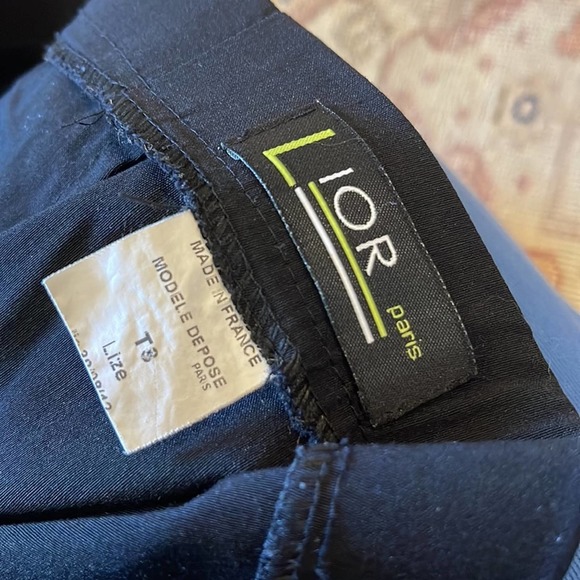 LIOR
paris
MADE IN FRANCE
MODELE DEPOSE
PARIS
T3
Lize